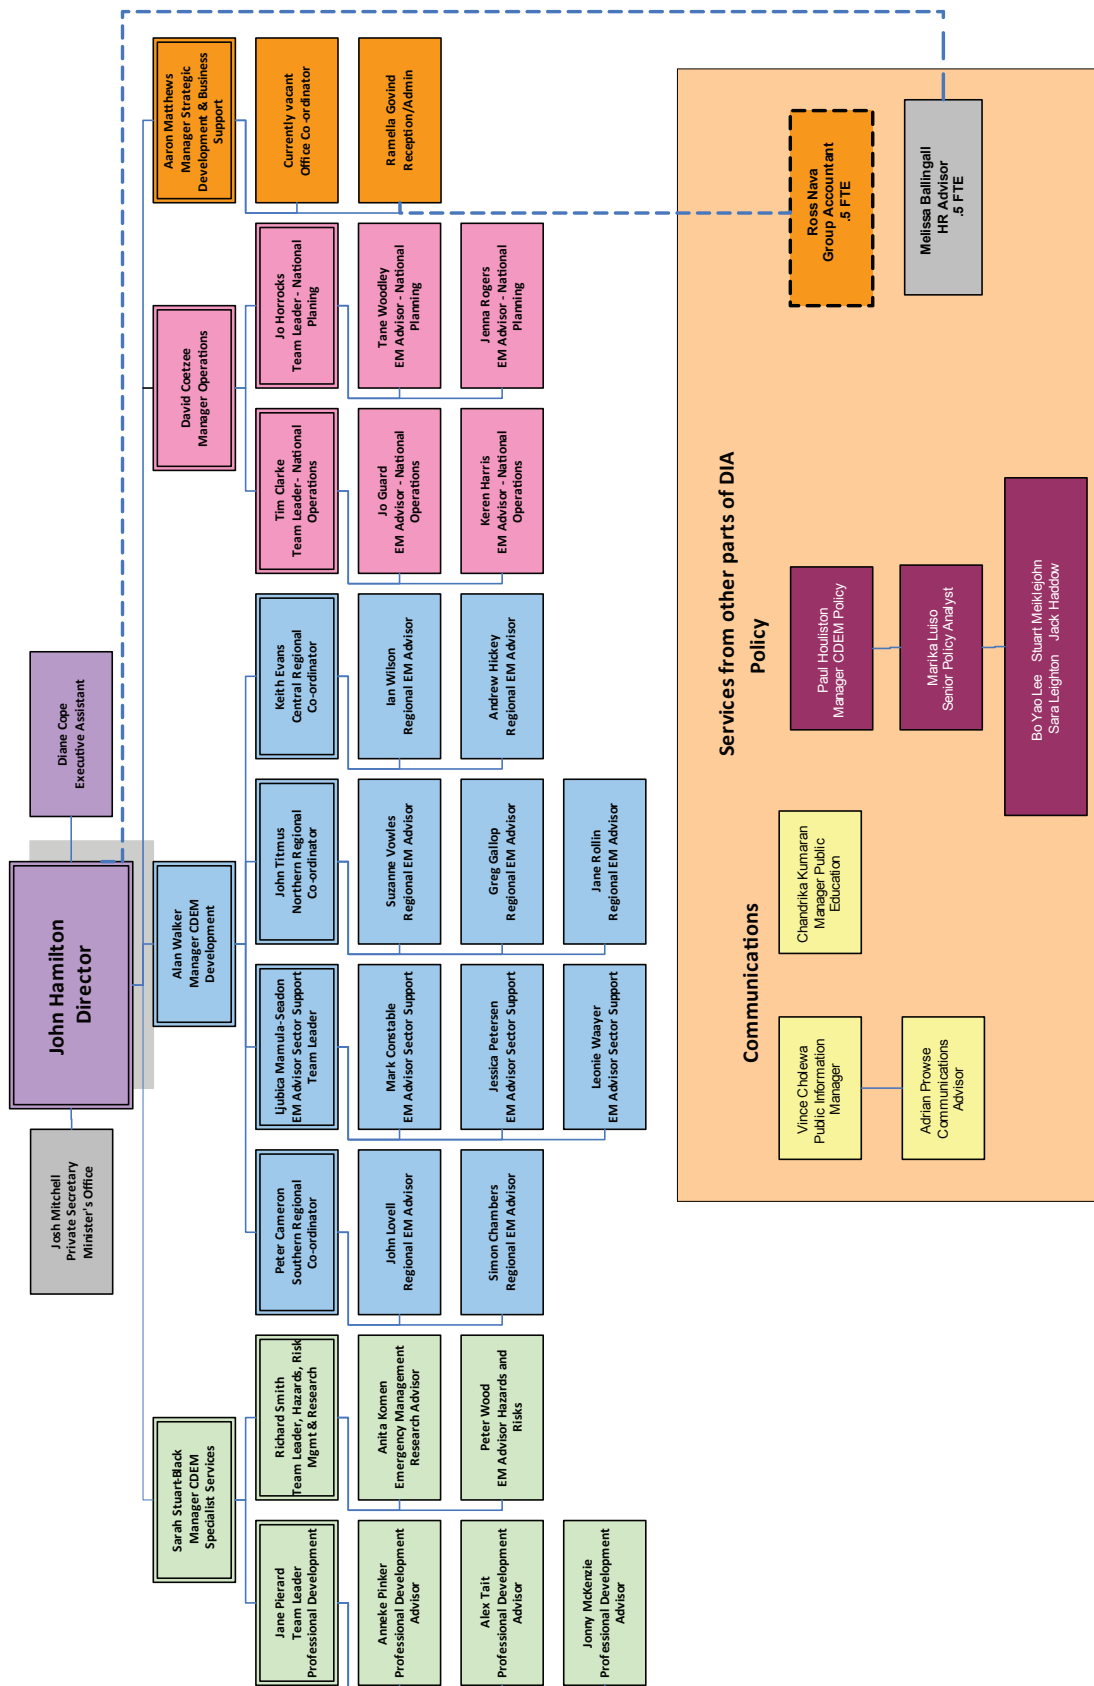 John Hamilton
Director
Josh Mitchell
Private Secretary
Minister's Office
Diane Cope
Executive Assistant
Sarah Stuart-Black
Manager CDEM
Specialist Services
Alan Walker
Manager CDEM
Development
David Coetzee
Manager Operations
Aaron Matthews
Manager Strategic
Development & Business
Support
Jane Pierard
Team Leader
Professional Development
Anneke Pinker
Professional Development
Advisor
Alex Tait
Professional Development
Advisor
Jonny McKenzie
Professional Development
Advisor
Richard Smith
Team Leader, Hazards, Risk
Mgmt & Research
Anita Komen
Emergency Management
Research Advisor
Peter Wood
EM Advisor Hazards and
Risks
Peter Cameron
Southern Regional
Co-ordinator
John Lovell
Regional EM Advisor
Simon Chambers
Regional EM Advisor
Ljubica Mamula-Seadon
EM Advisor Sector Support
Team Leader
Mark Constable
EM Advisor Sector Support
Jessica Petersen
EM Advisor Sector Support
Leonie Waayer
EM Advisor Sector Support
John Titmus
Northern Regional
Co-ordinator
Suzanne Vowles
Regional EM Advisor
Greg Gallop
Regional EM Advisor
Jane Rollin
Regional EM Advisor
Keith Evans
Central Regional
Co-ordinator
Ian Wilson
Regional EM Advisor
Andrew Hickey
Regional EM Advisor
Tim Clarke
Team Leader- National
Operations
Jo Guard
EM Advisor - National
Operations
Keren Harris
EM Advisor - National
Operations
Jo Horrocks
Team Leader - National
Planing
Tane Woodley
EM Advisor - National
Planning
Jenna Rogers
EM Advisor - National
Planning
Currently vacant
Office Co-ordinator
Ramella Govind
Reception/Admin
Services from other parts of DIA
Communications
Vince Cholewa
Public Information
Manager
Adrian Prowse
Communications
Advisor
Chandrika Kumaran
Manager Public
Education
Policy
Paul Houliston
Manager CDEM Policy
Marika Luiso
Senior Policy Analyst
Bo Yao Lee Stuart Meiklejohn
Sara Leighton Jack Haddow
Ross Nava
Group Accountant
.5 FTE
Melissa Ballingall
HR Advisor
.5 FTE